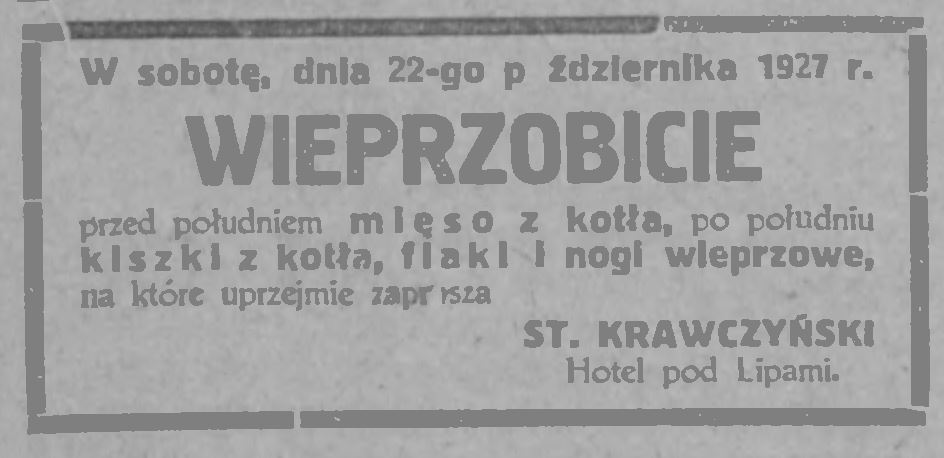 W sobotę, dnia 22-go p ździernika 1927 r.
WIEPRZOBICIE
przed południem mięso z kotła, po południu
kiszki z kotła, flaki i nogi wieprzowe,
na które uprzejmie zapr sza
ST. KRAWCZYŃSKI
Hotel pod Lipami.